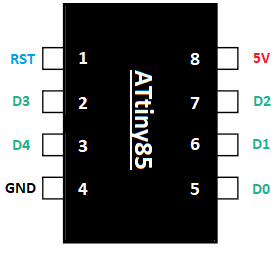 RST 1 8 5V
D3 2 7 D2
ATtiny85
D4 3 6 D1
GND 4 5 D0